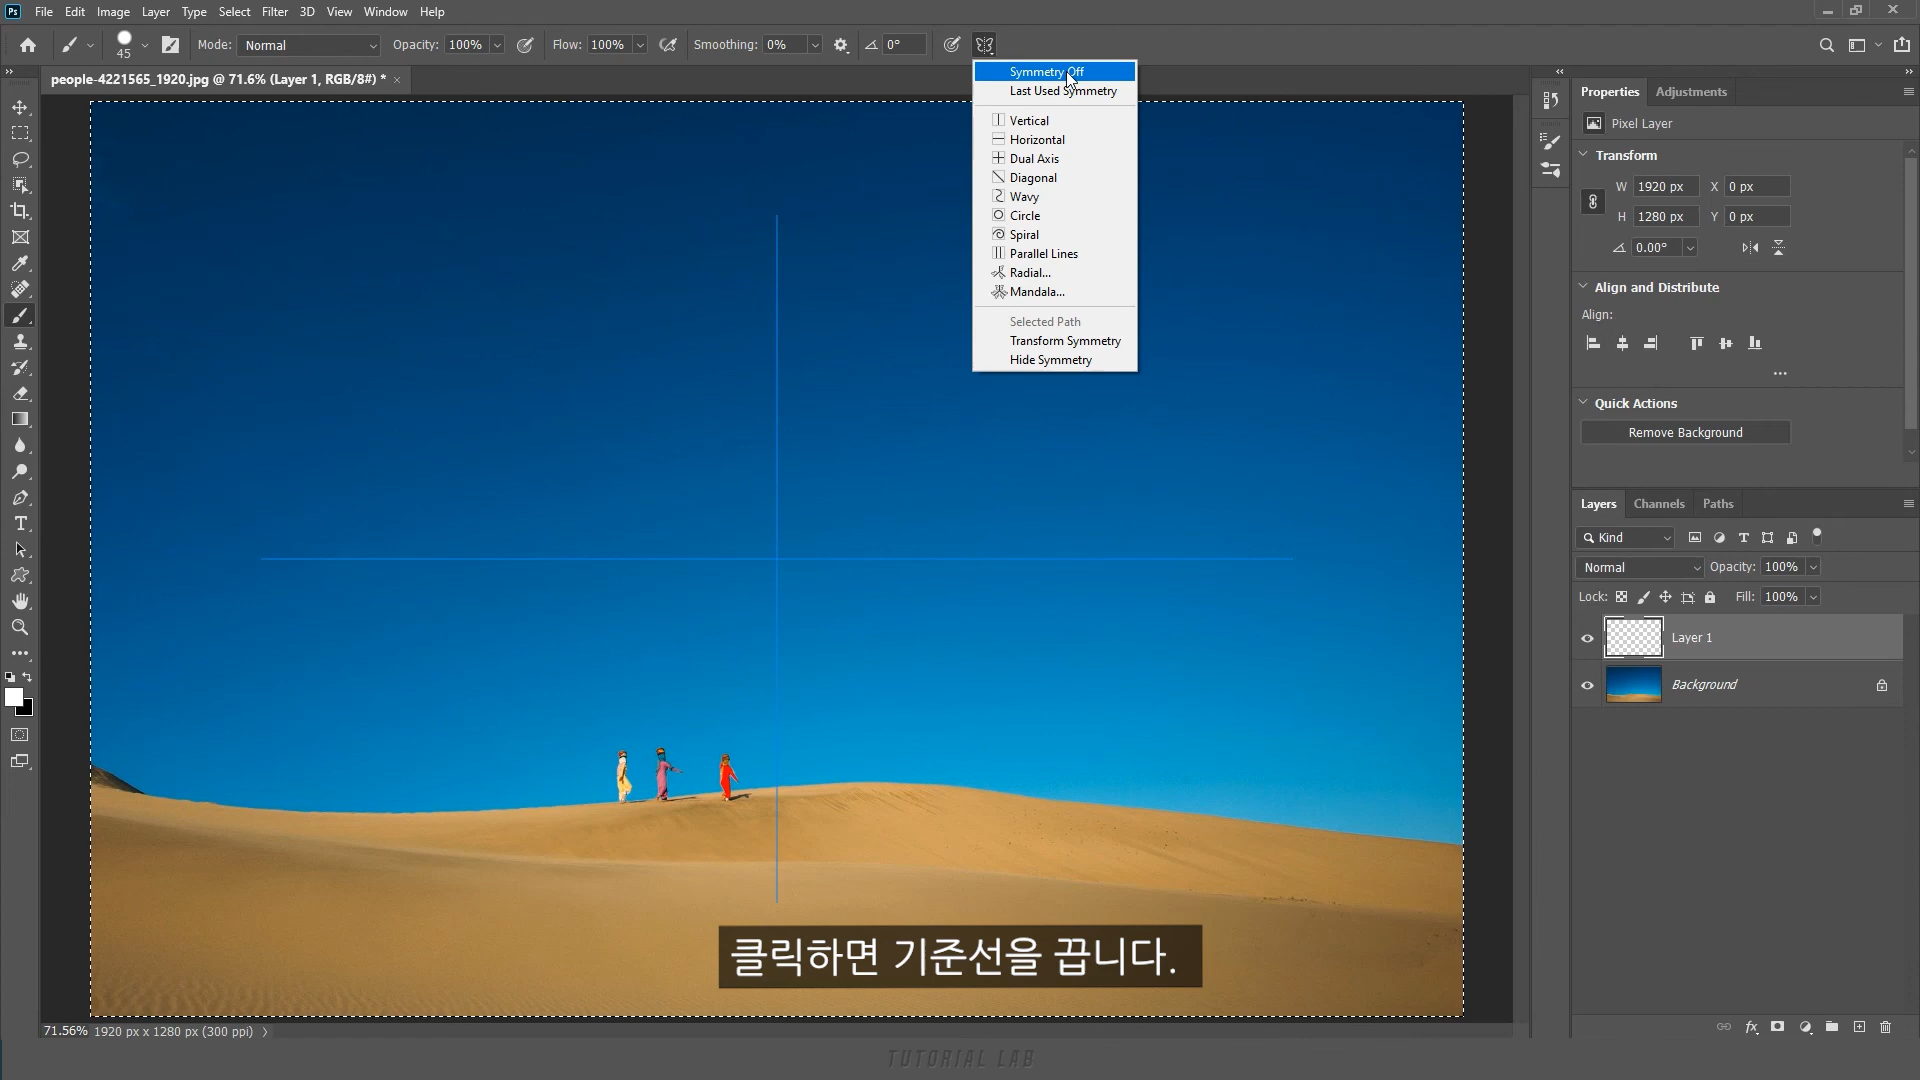 Ps File Edit Image Layer Type Select Filter 3D View Window Help
45 Mode: Normal Opacity: 100% Flow: 100% Smoothing: 0% 0°
people-4221565_1920.jpg @ 71.6% (Layer 1, RGB/8#) *
Symmetry Off
Last Used Symmetry
Vertical
Horizontal
Dual Axis
Diagonal
Wavy
Circle
Spiral
Parallel Lines
Radial...
Mandala...
Selected Path
Transform Symmetry
Hide Symmetry
Properties Adjustments
Pixel Layer
Transform
W 1920 px X 0 px
H 1280 px Y 0 px
0.00°
Align and Distribute
Align:
Quick Actions
Remove Background
Layers Channels Paths
Kind
Normal Opacity: 100%
Lock: Fill: 100%
Layer 1
Background
클릭하면 기준선을 끕니다.
71.56% 1920 px x 1280 px (300 ppi)
TUTORIAL LAB